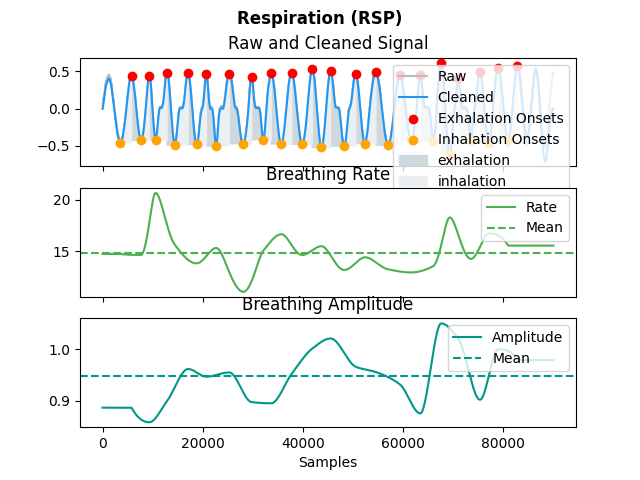 Respiration (RSP)
Raw and Cleaned Signal
0.5
0.0
−0.5
Raw
Cleaned
Exhalation Onsets
Inhalation Onsets
exhalation
inhalation
Breathing Rate
20
15
Rate
Mean
Breathing Amplitude
1.0
0.9
Amplitude
Mean
0 20000 40000 60000 80000
Samples